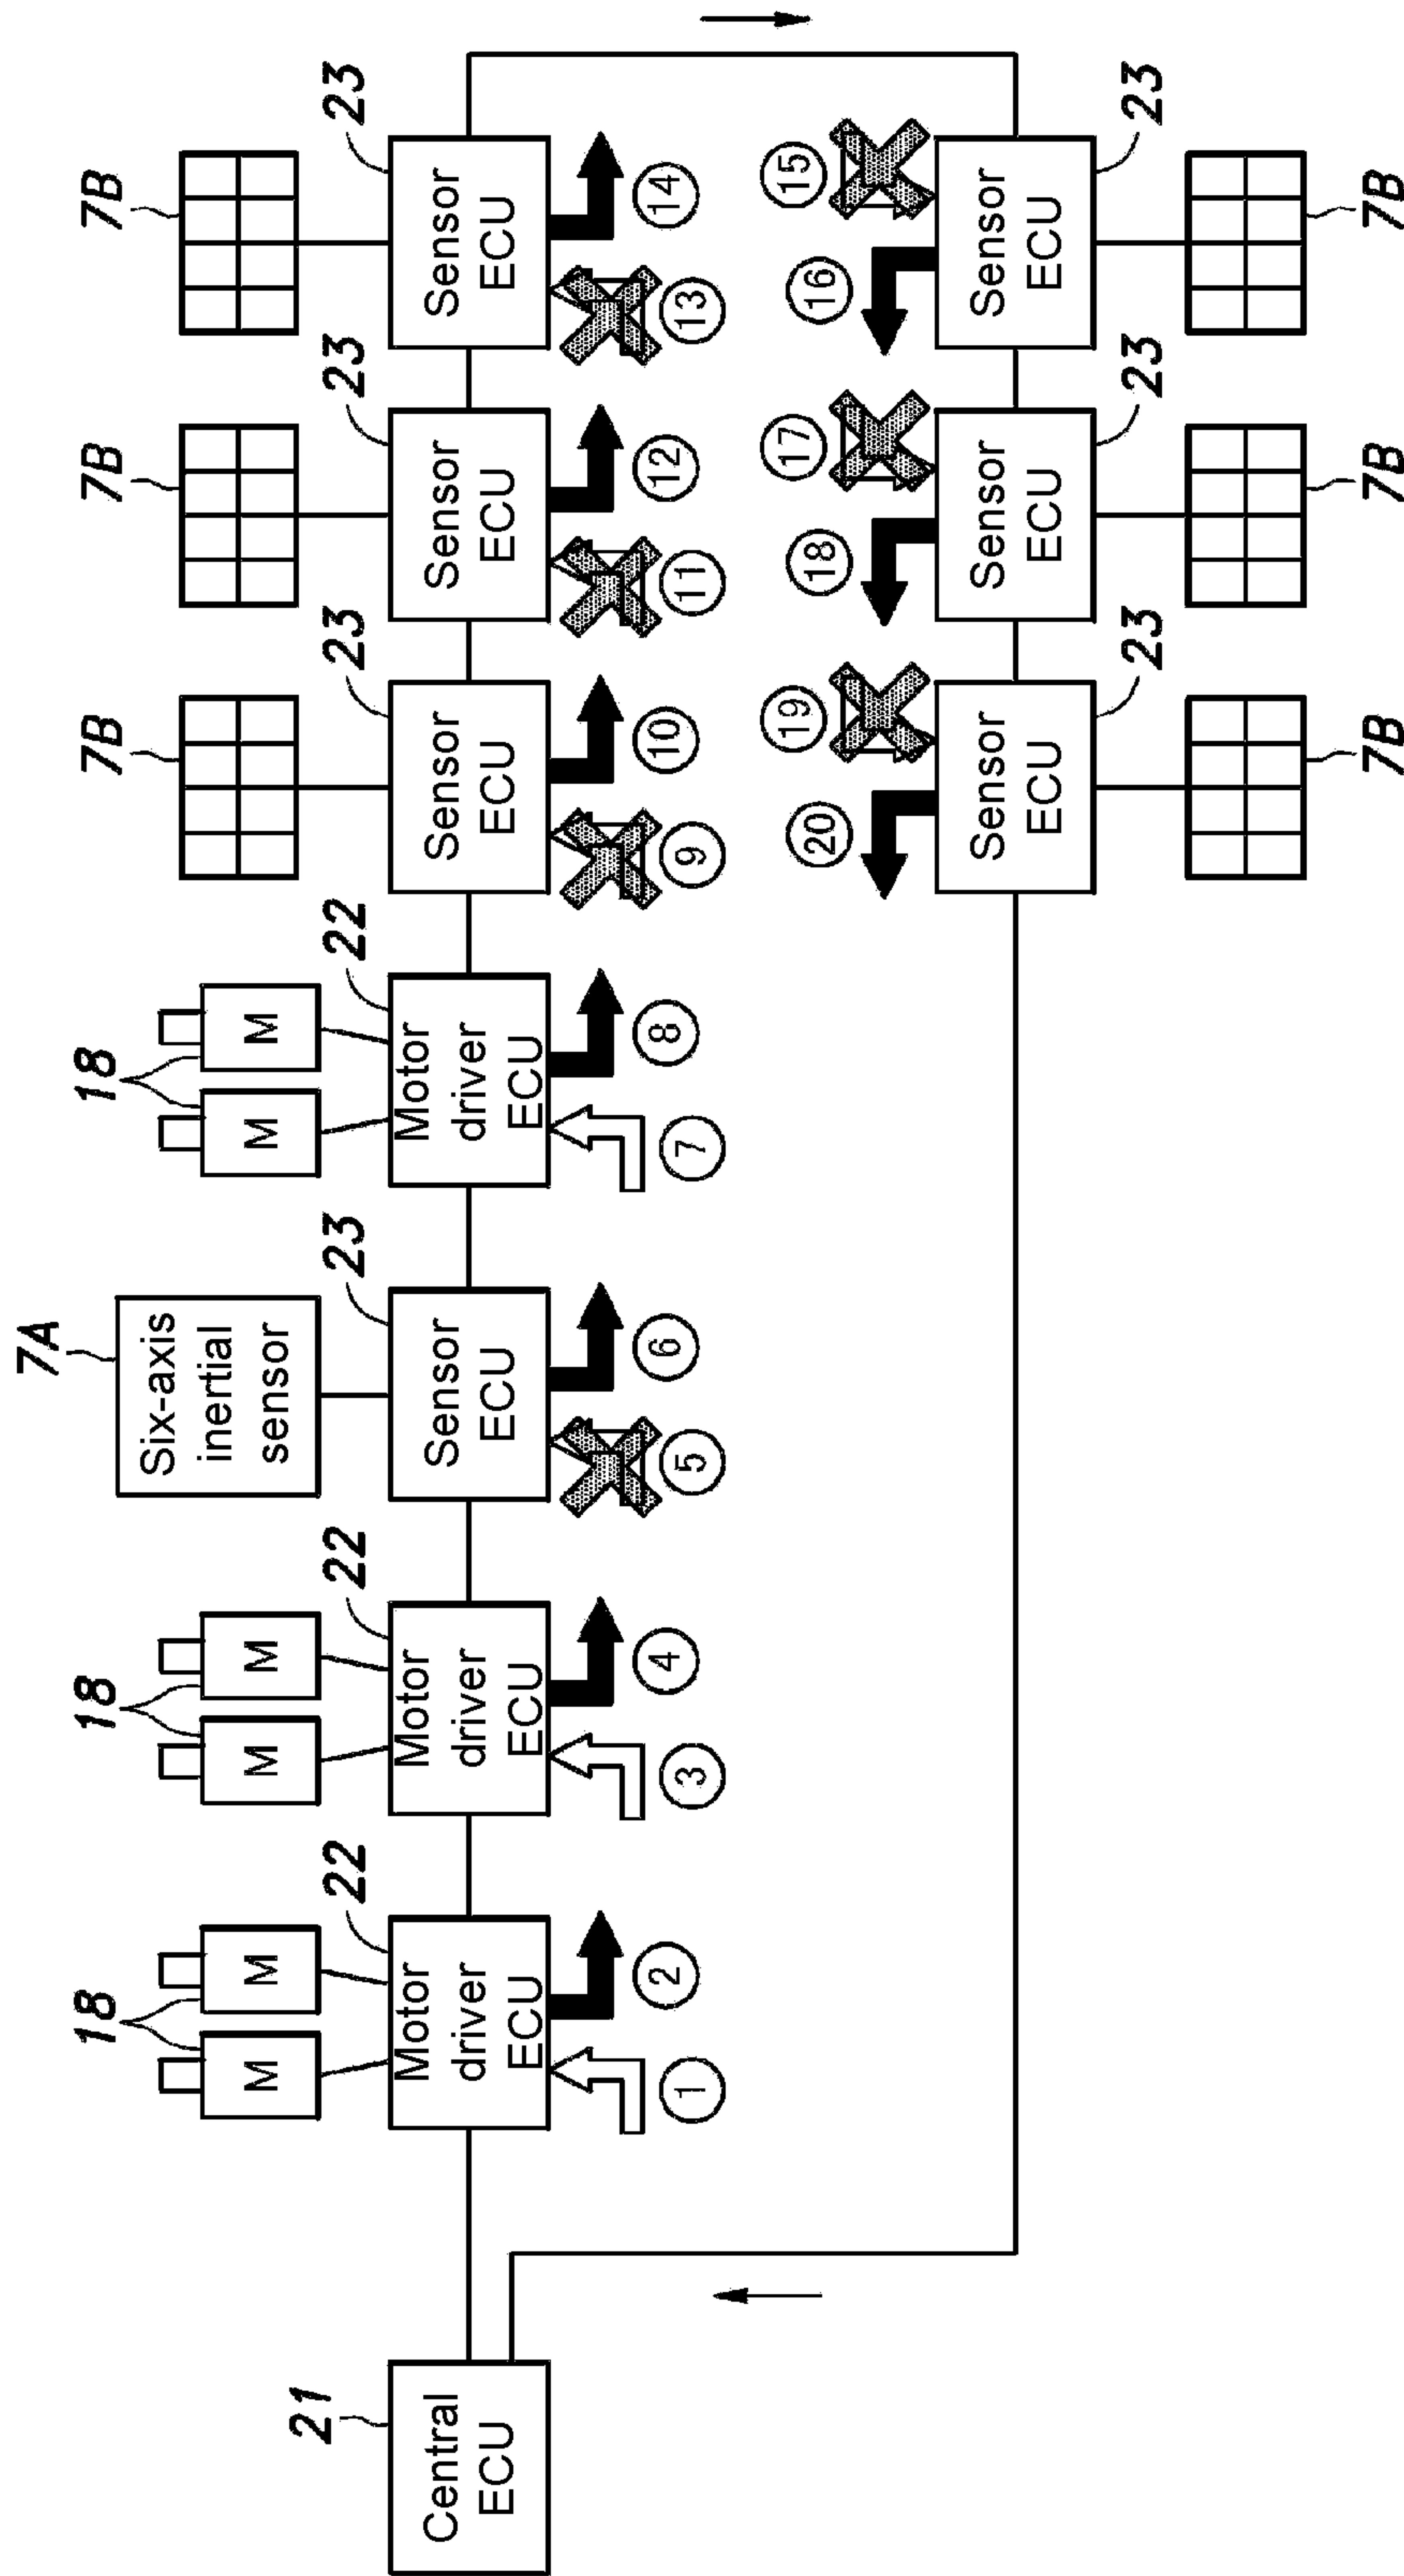 7A
18
18
18
7B
7B
7B
M
M
M
M
Six-axis
inertial
sensor
M
M
21
22
22
23
22
23
23
23
Central
ECU
Motor
driver
ECU
Motor
driver
ECU
Sensor
ECU
Motor
driver
ECU
Sensor
ECU
Sensor
ECU
Sensor
ECU
1
2
3
4
5
6
7
8
9
10
11
12
13
14
20
19
18
17
16
15
Sensor
ECU
Sensor
ECU
Sensor
ECU
23
23
23
7B
7B
7B